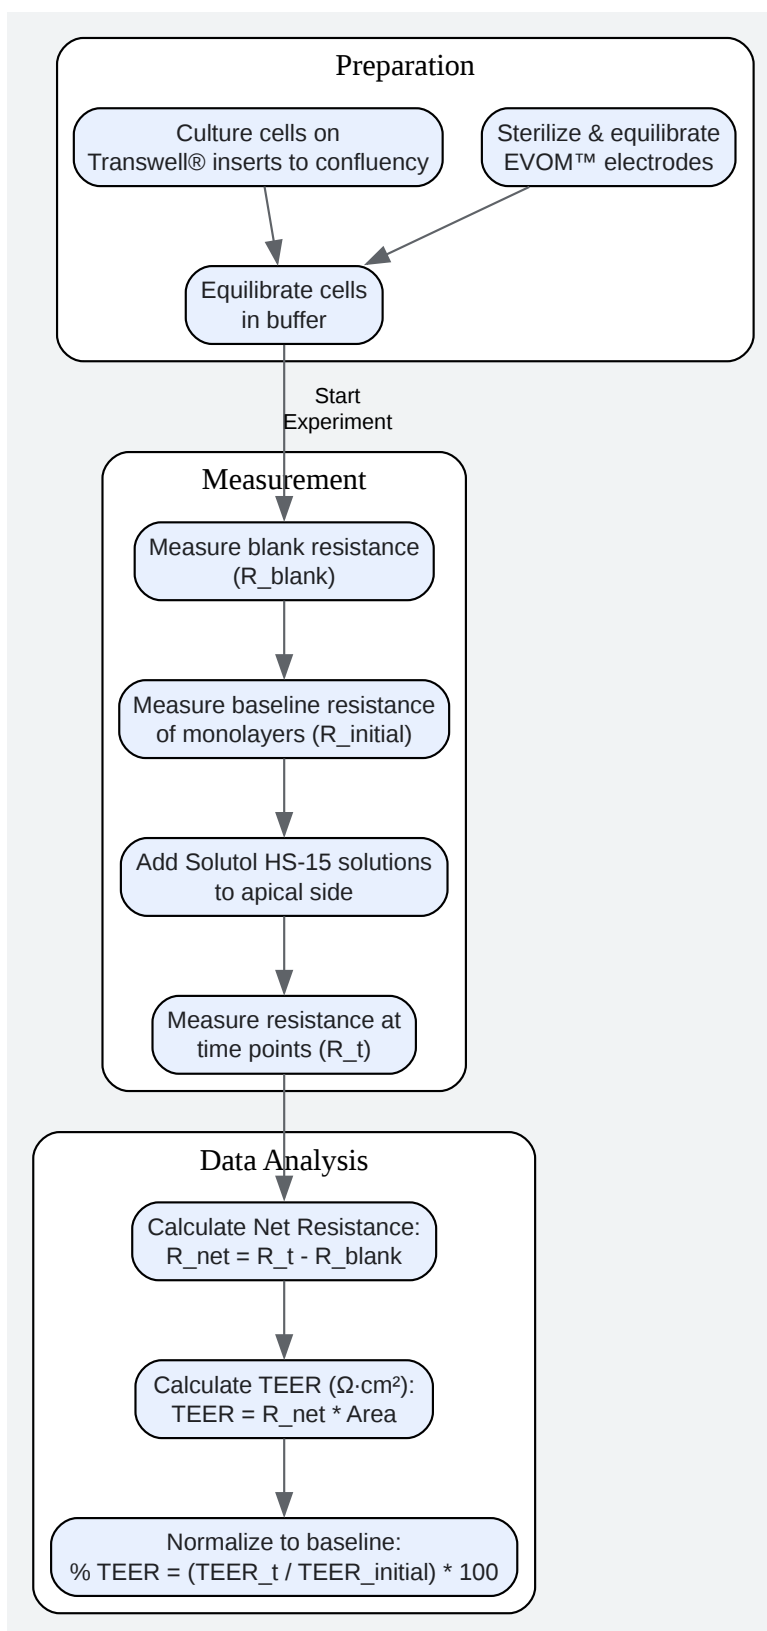 Preparation
Culture cells on
Transwell® inserts to confluency
Sterilize & equilibrate
EVOM™ electrodes
Equilibrate cells
in buffer
Start
Experiment
Measurement
Measure blank resistance
(R_blank)
Measure baseline resistance
of monolayers (R_initial)
Add Solutol HS-15 solutions
to apical side
Measure resistance at
time points (R_t)
Data Analysis
Calculate Net Resistance:
R_net = R_t - R_blank
Calculate TEER (Ω·cm²):
TEER = R_net * Area
Normalize to baseline:
% TEER = (TEER_t / TEER_initial) * 100